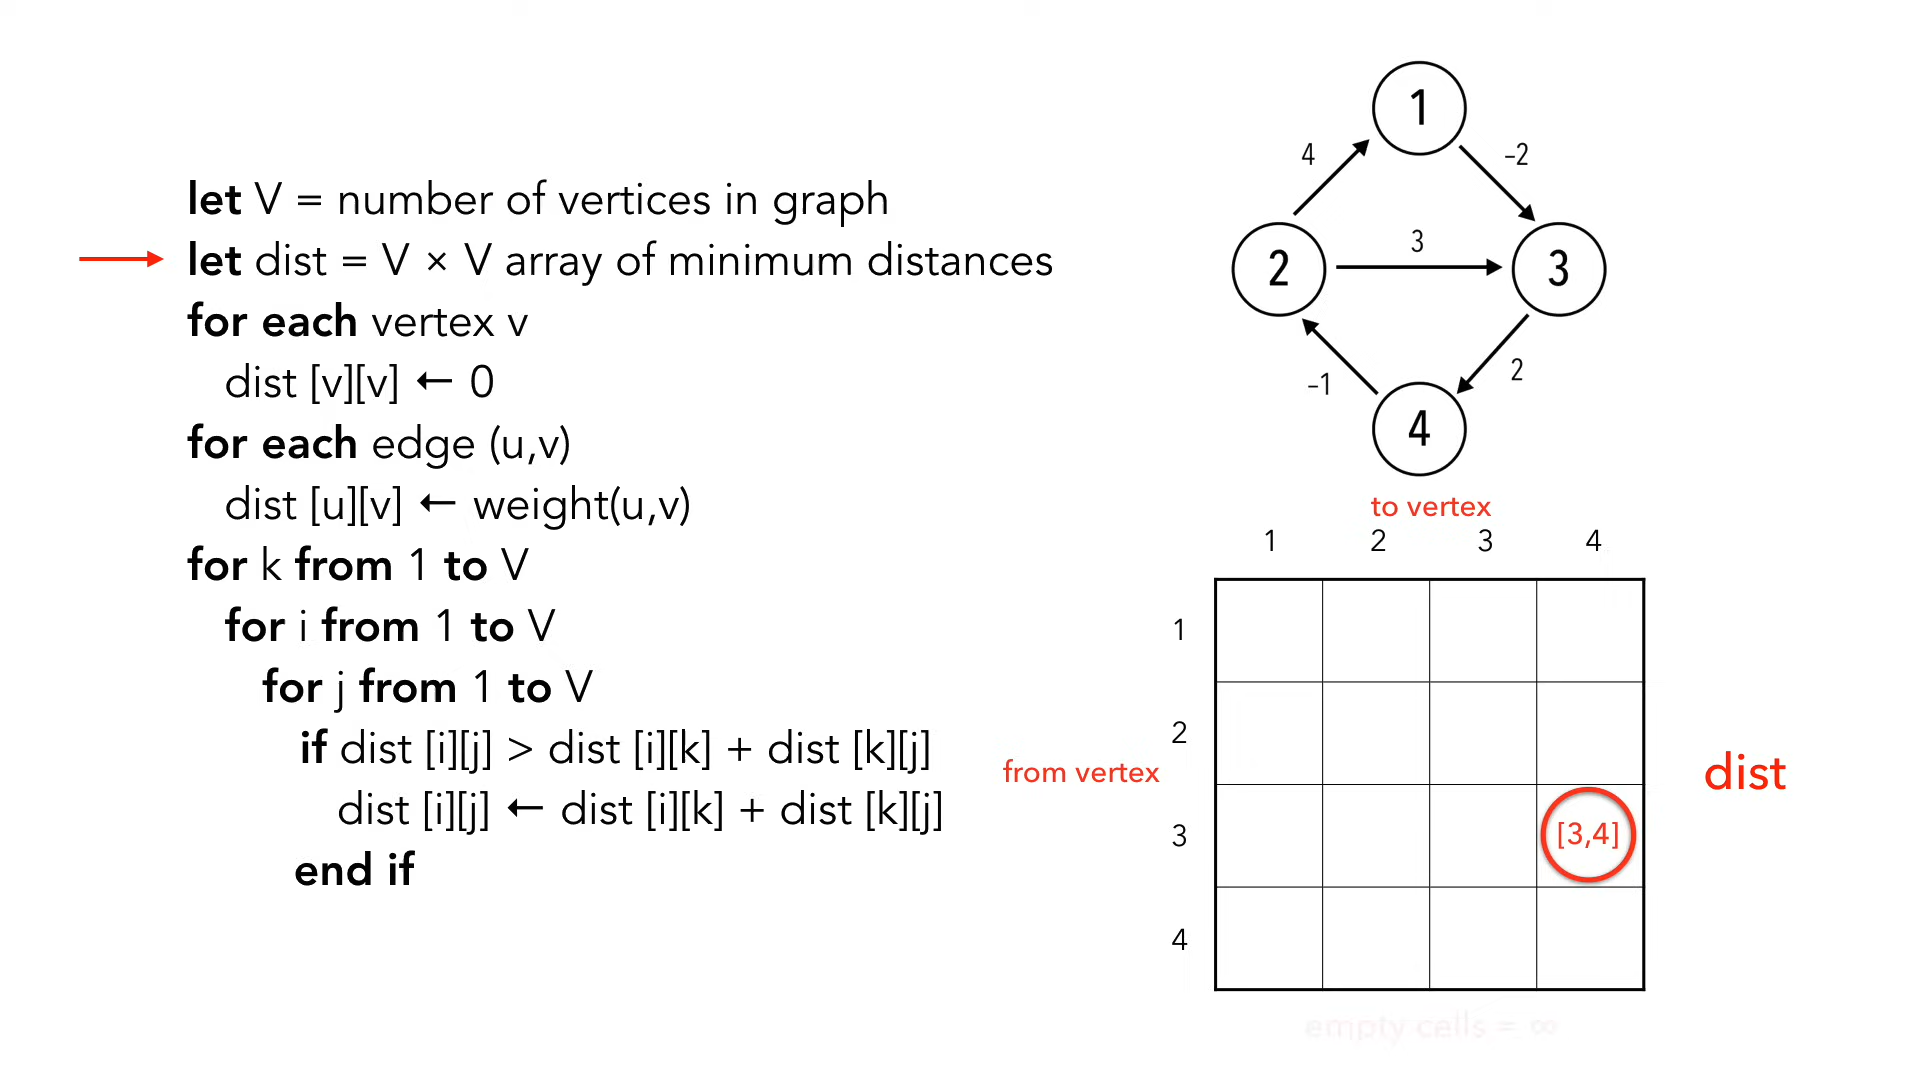 let V = number of vertices in graph
let dist = V × V array of minimum distances
for each vertex v
dist [v][v] ← 0
for each edge (u,v)
dist [u][v] ← weight(u,v)
for k from 1 to V
for i from 1 to V
for j from 1 to V
if dist [i][j] > dist [i][k] + dist [k][j]
dist [i][j] ← dist [i][k] + dist [k][j]
end if
1
4
–2
2
3
3
–1
2
4
to vertex
1 2 3 4
1
2
from vertex
dist
3
[3,4]
4
empty cells = ∞